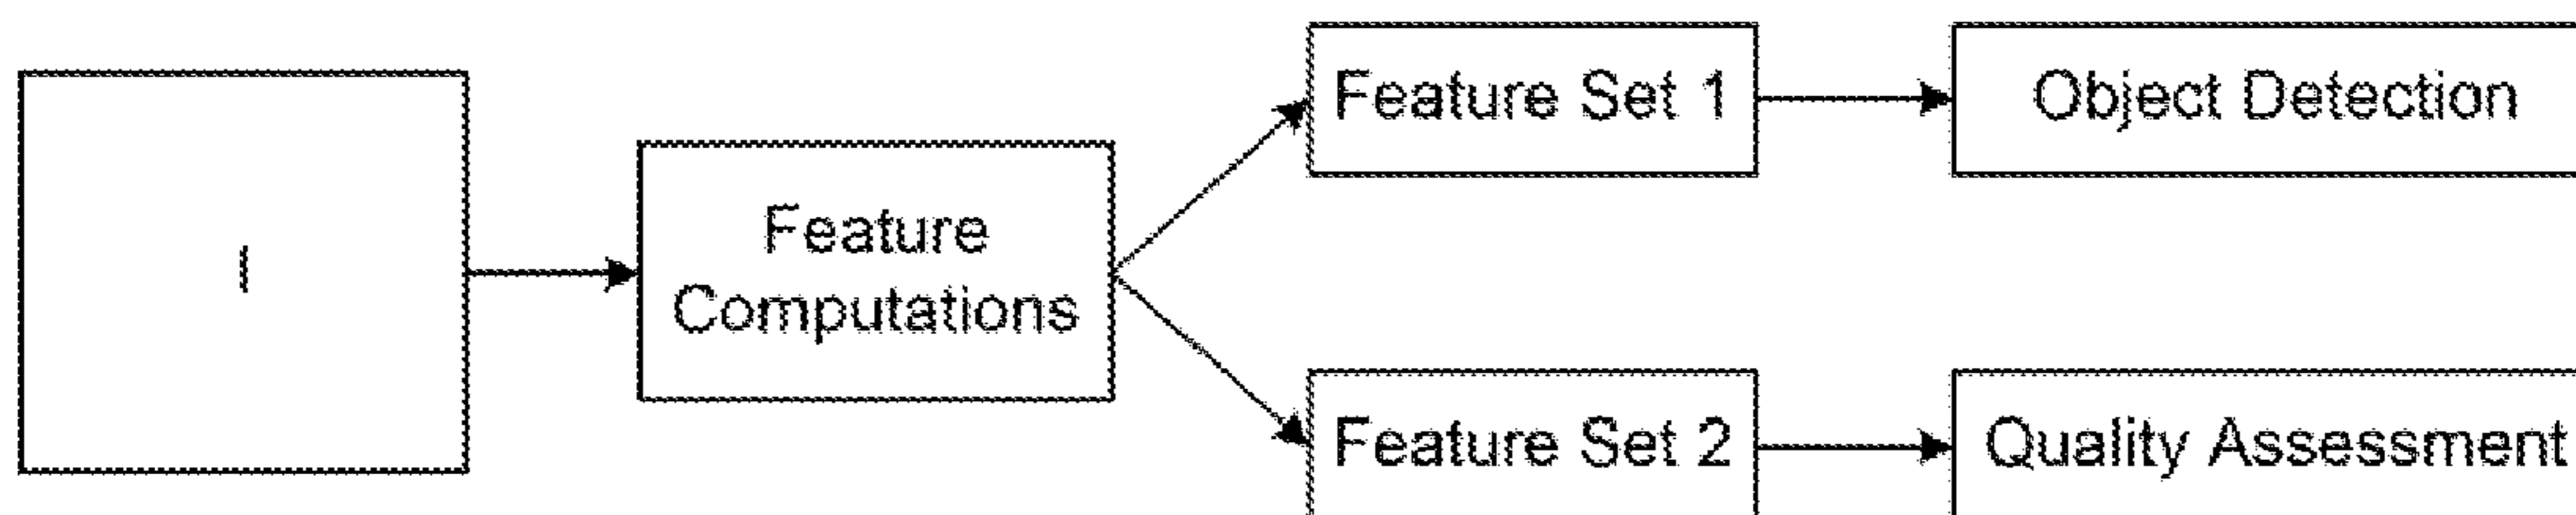 I
Feature
Computations
Feature Set 1
Object Detection
Feature Set 2
Quality Assessment